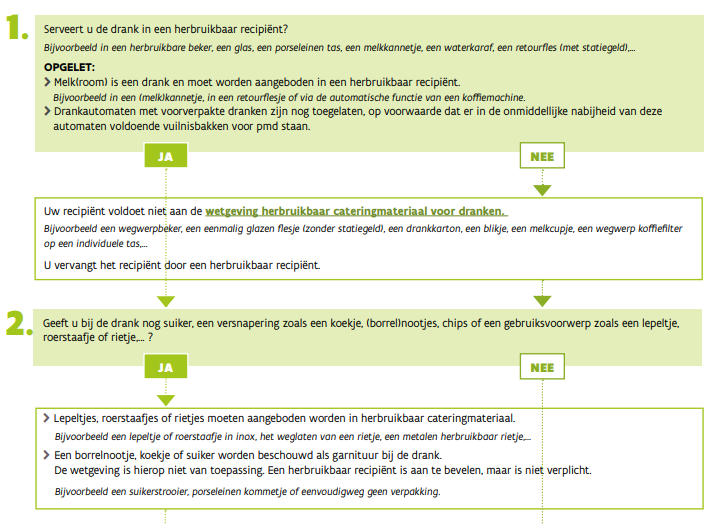 1.
Serveert u de drank in een herbruikbaar recipiënt?
Bijvoorbeeld in een herbruikbare beker, een glas, een porseleinen tas, een melkkannetje, een waterkaraf, een retourfles (met statiegeld),...
OPGELET:
Melk(room) is een drank en moet worden aangeboden in een herbruikbaar recipiënt.
Bijvoorbeeld in een (melk)kannetje, in een retourflesje of via de automatische functie van een koffiemachine.
Drankautomaten met voorverpakte dranken zijn nog toegelaten, op voorwaarde dat er in de onmiddellijke nabijheid van deze
automaten voldoende vuilnisbakken voor pmd staan.
JA NEE
Uw recipiënt voldoet niet aan de wetgeving herbruikbaar cateringmateriaal voor dranken.
Bijvoorbeeld een wegwerpbeker, een eenmalig glazen flesje (zonder statiegeld), een drankkarton, een blikje, een melkcupje, een wegwerp koffiefilter
op een individuele tas,...
U vervangt het recipiënt door een herbruikbaar recipiënt.
2.
Geeft u bij de drank nog suiker, een versnapering zoals een koekje, (borrel)nootjes, chips of een gebruiksvoorwerp zoals een lepeltje,
roerstaafje of rietje,... ?
JA NEE
Lepeltjes, roerstaafjes of rietjes moeten aangeboden worden in herbruikbaar cateringmateriaal.
Bijvoorbeeld een lepeltje of roerstaafje in inox, het weglaten van een rietje, een metalen herbruikbaar rietje,...
Een borrelnootje, koekje of suiker worden beschouwd als garnituur bij de drank.
De wetgeving is hierop niet van toepassing. Een herbruikbaar recipiënt is aan te bevelen, maar is niet verplicht.
Bijvoorbeeld een suikerstrooier, porseleinen kommetje of eenvoudigweg geen verpakking.